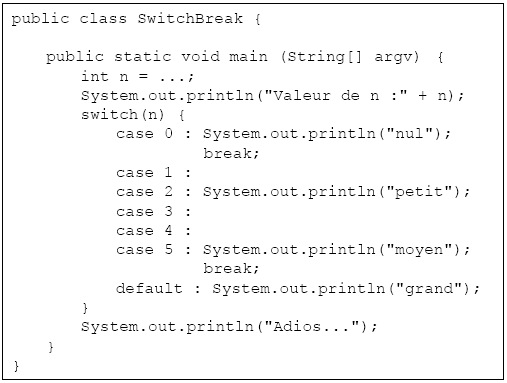 public class SwitchBreak {
public static void main (String[] argv) {
int n = ...;
System.out.println("Valeur de n :" + n);
switch(n) {
case 0 : System.out.println("nul");
break;
case 1 :
case 2 : System.out.println("petit");
case 3 :
case 4 :
case 5 : System.out.println("moyen");
break;
default : System.out.println("grand");
}
System.out.println("Adios...");
}
}